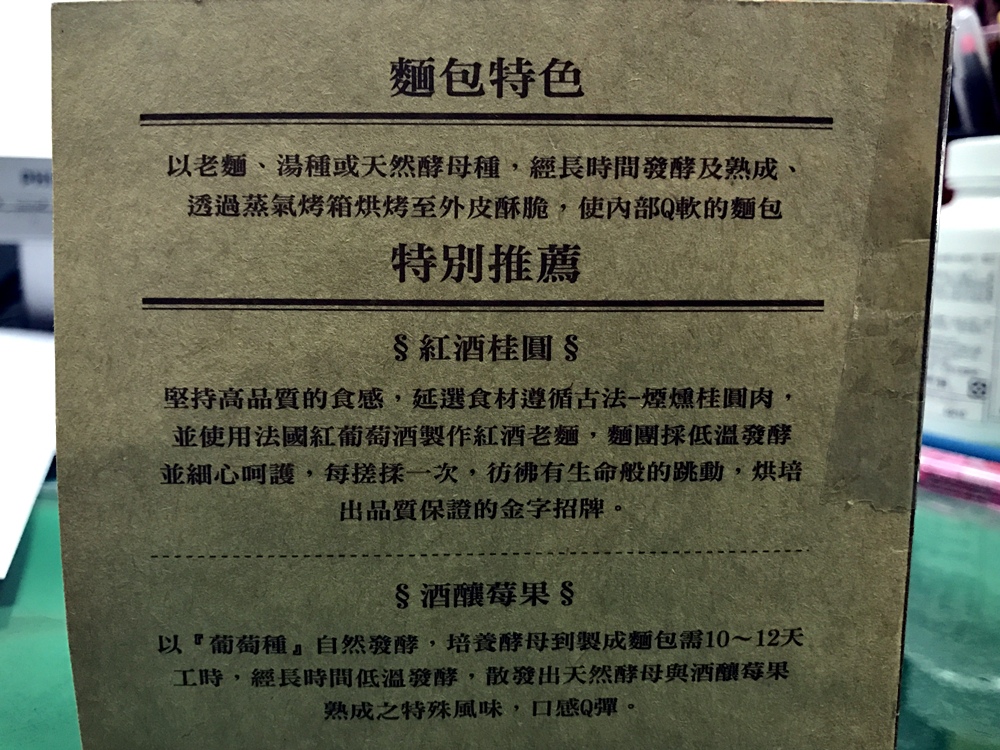 麵包特色
以老麵、湯種或天然酵母種，經長時間發酵及熟成、
透過蒸氣烤箱烘烤至外皮酥脆，使內部Q軟的麵包
特別推薦
§ 紅酒桂圓 §
堅持高品質的食感，延選食材遵循古法-煙燻桂圓肉，
並使用法國紅葡萄酒製作紅酒老麵，麵團採低溫發酵
並細心呵護，每搓揉一次，彷彿有生命般的跳動，烘培
出品質保證的金字招牌。
§ 酒釀莓果 §
以『葡萄種』自然發酵，培養酵母到製成麵包需10～12天
工時，經長時間低溫發酵，散發出天然酵母與酒釀莓果
熟成之特殊風味，口感Q彈。